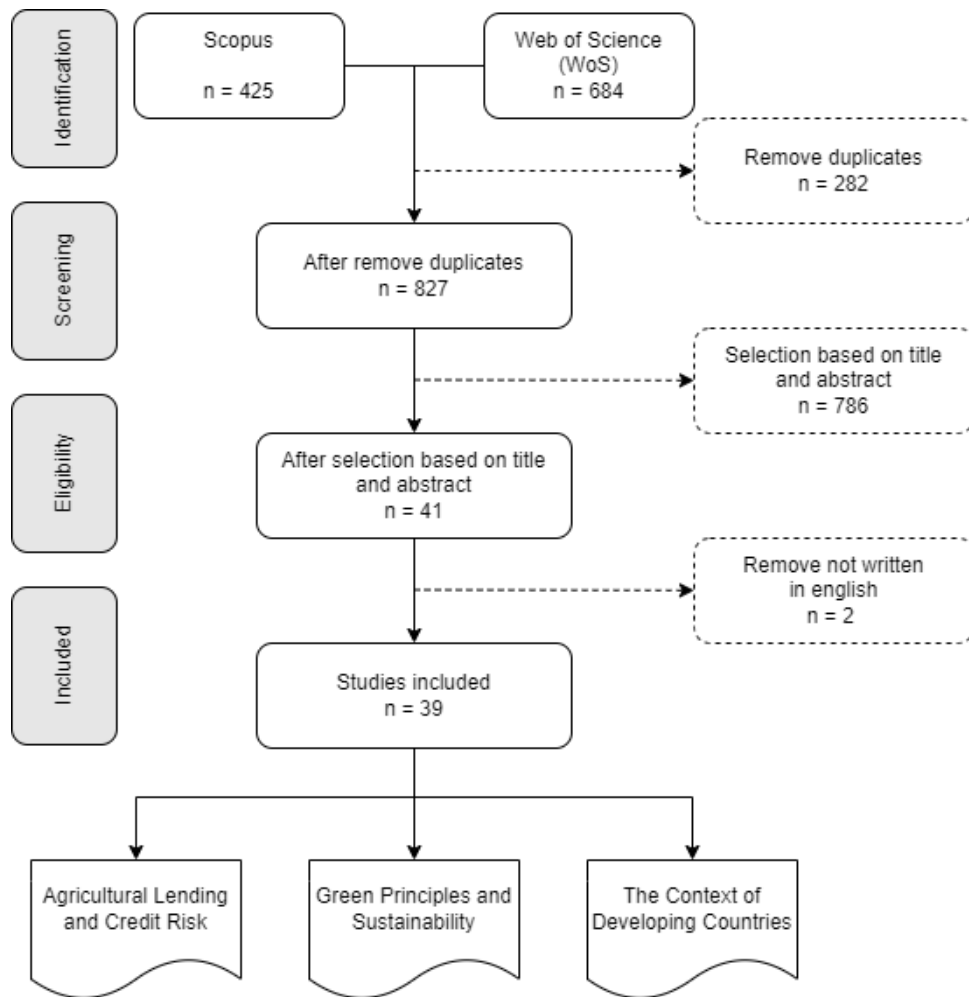 Identification
Scopus
n = 425
Web of Science
(WoS)
n = 684
Remove duplicates
n = 282
Screening
After remove duplicates
n = 827
Selection based on title
and abstract
n = 786
Eligibility
After selection based on title
and abstract
n = 41
Remove not written
in english
n = 2
Included
Studies included
n = 39
Agricultural Lending
and Credit Risk
Green Principles and
Sustainability
The Context of
Developing Countries